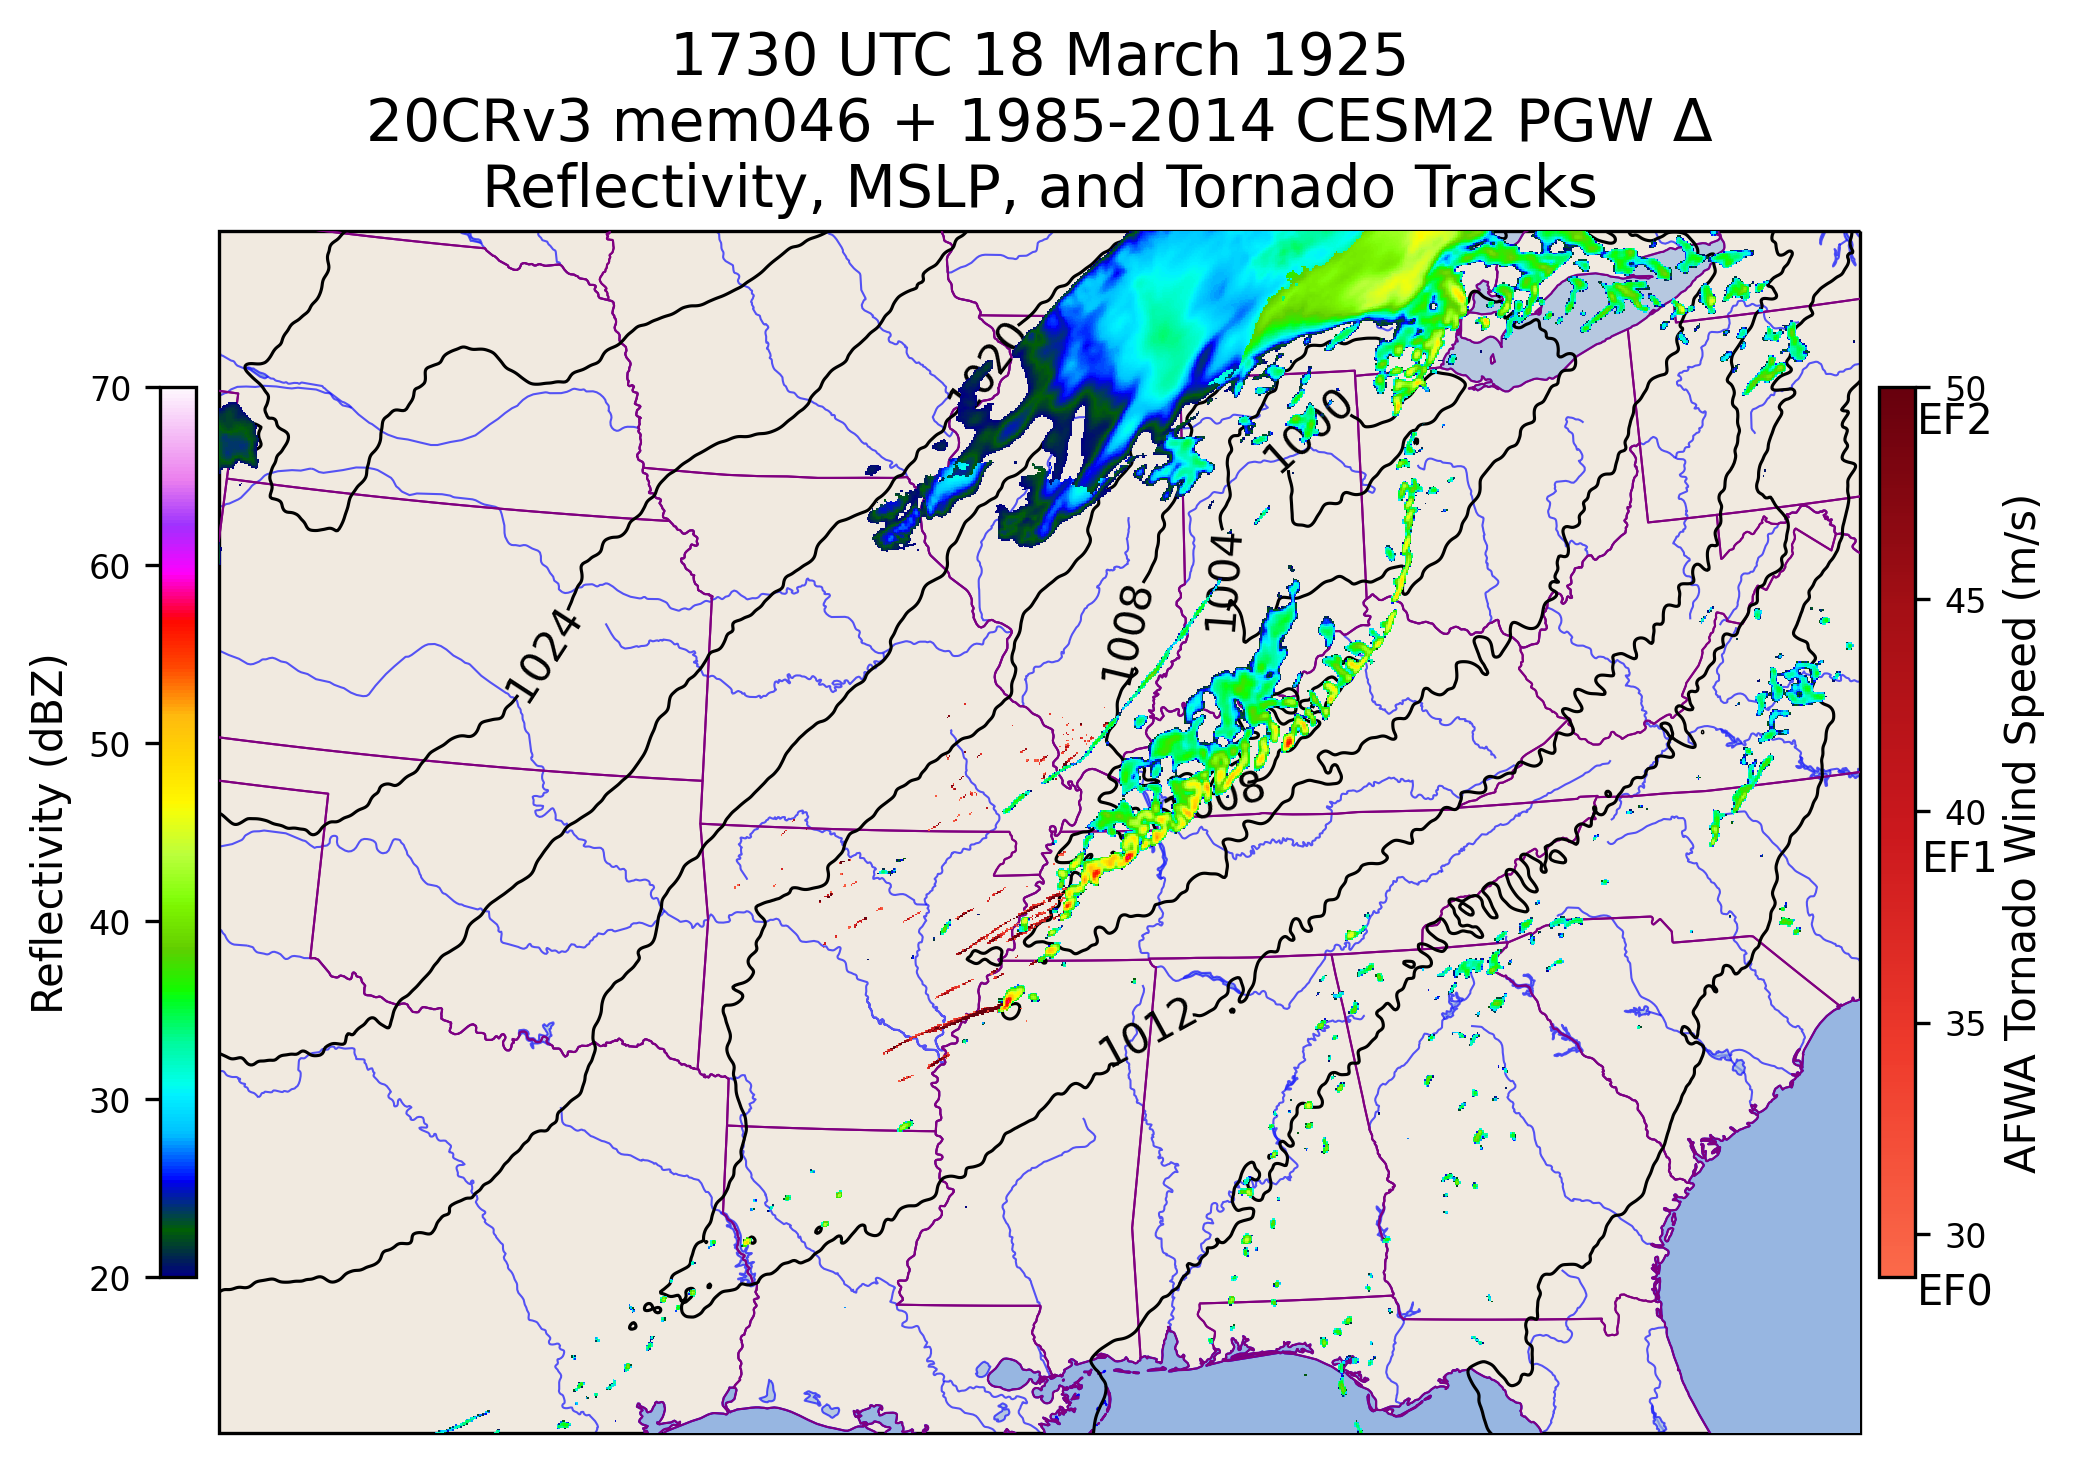 1730 UTC 18 March 1925
20CRv3 mem046 + 1985-2014 CESM2 PGW Δ
Reflectivity, MSLP, and Tornado Tracks
70
60
50
40
30
20
Reflectivity (dBZ)
1020
1000
1004
1008
1024
1012
50
EF2
45
40
EF1
35
30
EF0
AFWA Tornado Wind Speed (m/s)